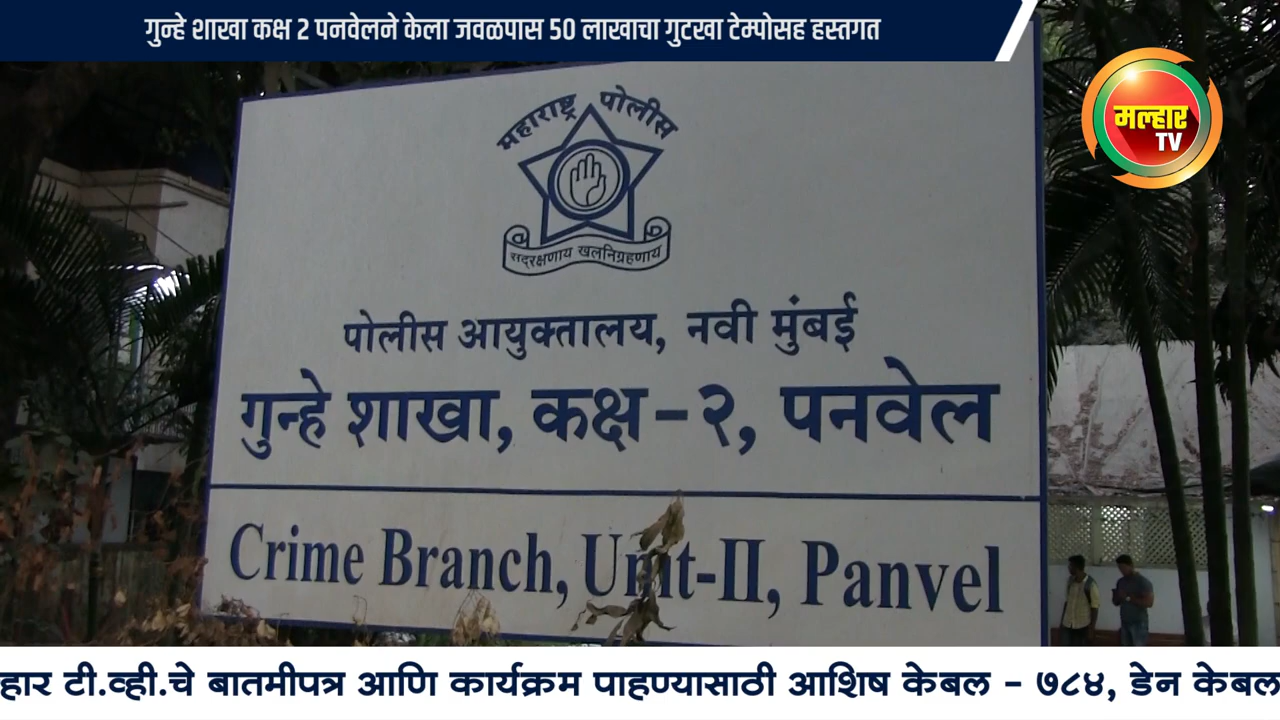 गुन्हे शाखा कक्ष 2 पनवेलने केला जवळपास 50 लाखाचा गुटखा टेम्पोसह हस्तगत
मल्हार
TV
महाराष्ट्र पोलीस
सद्रक्षणाय खलनिग्रहणाय
पोलीस आयुक्तालय, नवी मुंबई
गुन्हे शाखा, कक्ष-२, पनवेल
Crime Branch, Unit-II, Panvel
हार टी.व्ही.चे बातमीपत्र आणि कार्यक्रम पाहण्यासाठी आशिष केबल - ७८४, डेन केबल